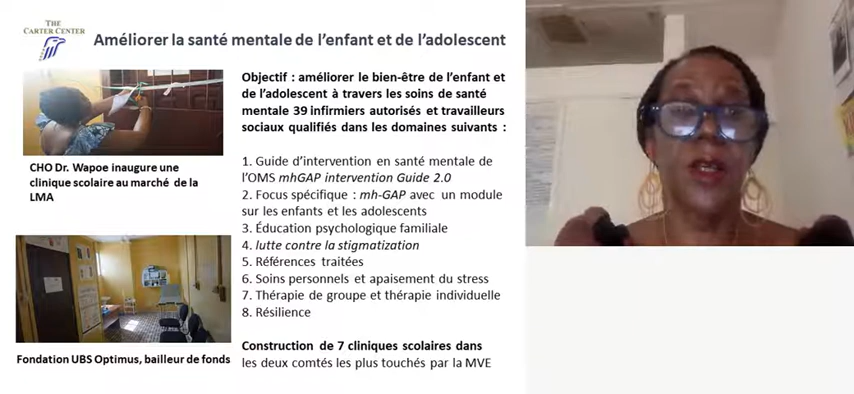 THE
CARTER CENTER
Améliorer la santé mentale de l'enfant et de l'adolescent
CHO Dr. Wapoe inaugure une
clinique scolaire au marché de la
LMA
Fondation UBS Optimus, bailleur de fonds
Objectif : améliorer le bien-être de l'enfant et
de l'adolescent à travers les soins de santé
mentale 39 infirmiers autorisés et travailleurs
sociaux qualifiés dans les domaines suivants :
1. Guide d'intervention en santé mentale de
l'OMS mhGAP intervention Guide 2.0
2. Focus spécifique : mh-GAP avec un module
sur les enfants et les adolescents
3. Éducation psychologique familiale
4. lutte contre la stigmatization
5. Références traitées
6. Soins personnels et apaisement du stress
7. Thérapie de groupe et thérapie individuelle
8. Résilience
Construction de 7 cliniques scolaires dans
les deux comtés les plus touchés par la MVE